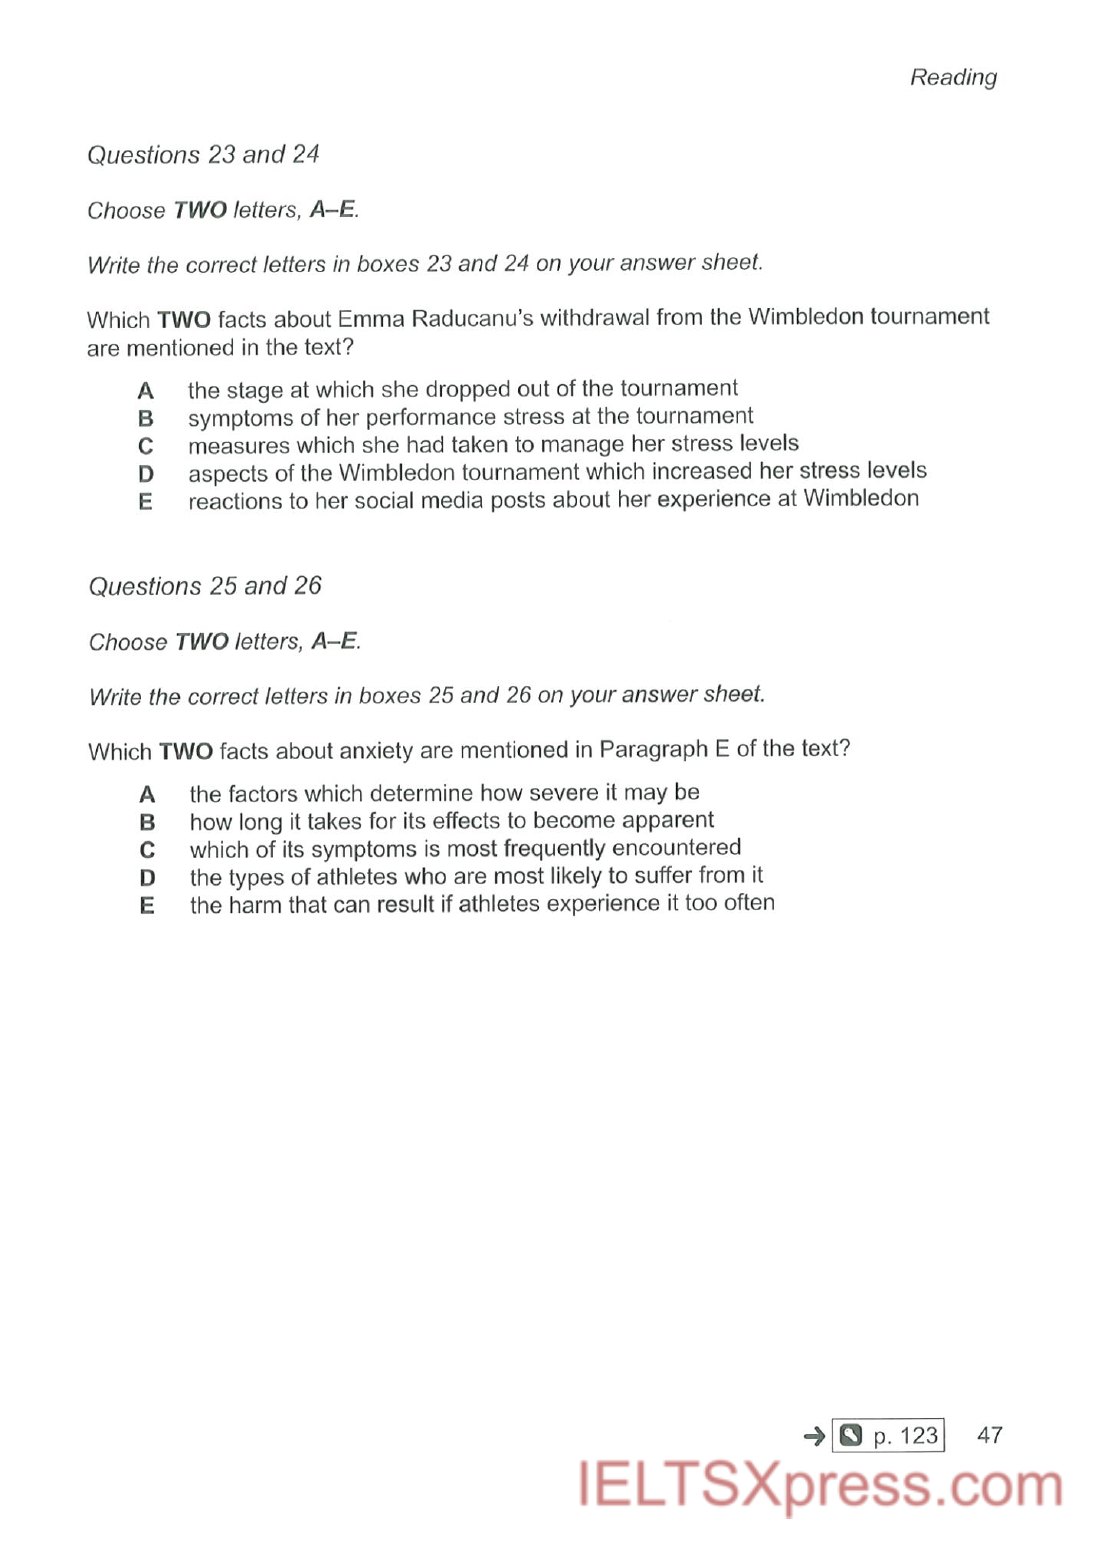 Reading
Questions 23 and 24
Choose TWO letters, A–E.
Write the correct letters in boxes 23 and 24 on your answer sheet.
Which TWO facts about Emma Raducanu's withdrawal from the Wimbledon tournament
are mentioned in the text?
A the stage at which she dropped out of the tournament
B symptoms of her performance stress at the tournament
C measures which she had taken to manage her stress levels
D aspects of the Wimbledon tournament which increased her stress levels
E reactions to her social media posts about her experience at Wimbledon
Questions 25 and 26
Choose TWO letters, A–E.
Write the correct letters in boxes 25 and 26 on your answer sheet.
Which TWO facts about anxiety are mentioned in Paragraph E of the text?
A the factors which determine how severe it may be
B how long it takes for its effects to become apparent
C which of its symptoms is most frequently encountered
D the types of athletes who are most likely to suffer from it
E the harm that can result if athletes experience it too often
→ p. 123 47
IELTSXpress.com